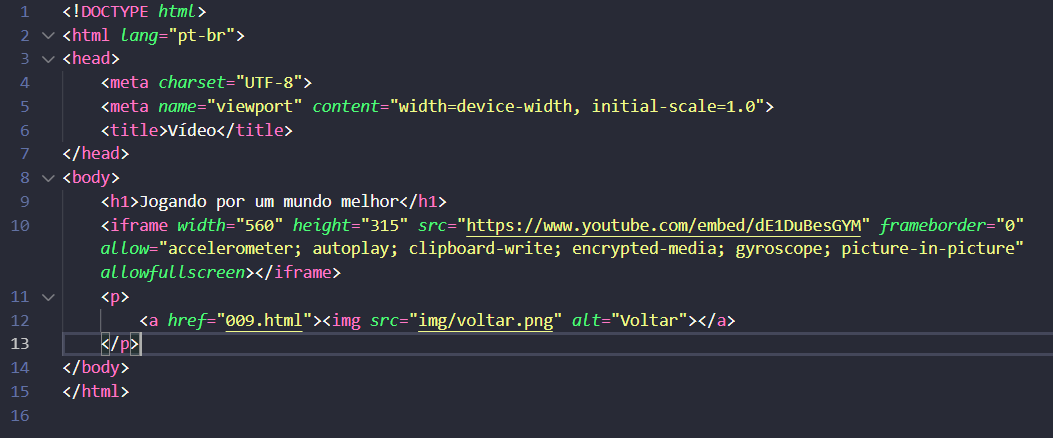 1 <!DOCTYPE html>
2 <html lang="pt-br">
3 <head>
4 <meta charset="UTF-8">
5 <meta name="viewport" content="width=device-width, initial-scale=1.0">
6 <title>Vídeo</title>
7 </head>
8 <body>
9 <h1>Jogando por um mundo melhor</h1>
10 <iframe width="560" height="315" src="https://www.youtube.com/embed/dE1DuBesGYM" frameborder="0"
allow="accelerometer; autoplay; clipboard-write; encrypted-media; gyroscope; picture-in-picture"
allowfullscreen></iframe>
11 <p>
12 <a href="009.html"><img src="img/voltar.png" alt="Voltar"></a>
13 </p>
14 </body>
15 </html>
16